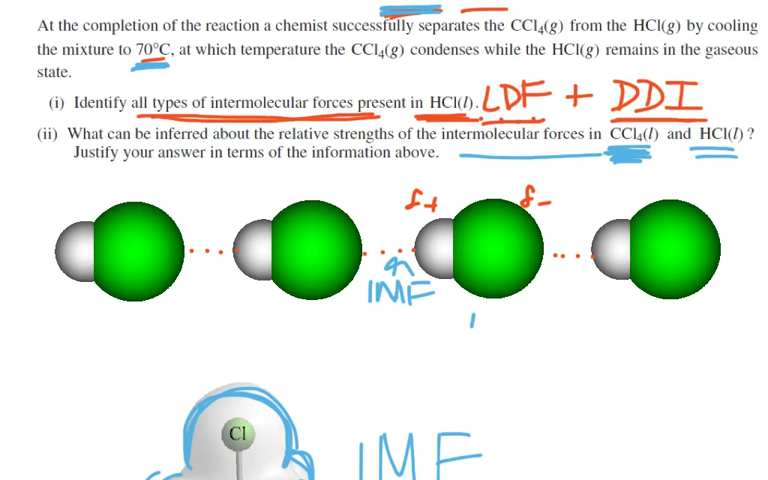 At the completion of the reaction a chemist successfully separates the CCl₄(g) from the HCl(g) by cooling
the mixture to 70°C, at which temperature the CCl₄(g) condenses while the HCl(g) remains in the gaseous
state.
(i) Identify all types of intermolecular forces present in HCl(l). LDF + DDI
(ii) What can be inferred about the relative strengths of the intermolecular forces in CCl₄(l) and HCl(l)?
Justify your answer in terms of the information above.
δ+ δ-
IMF
Cl
IMF